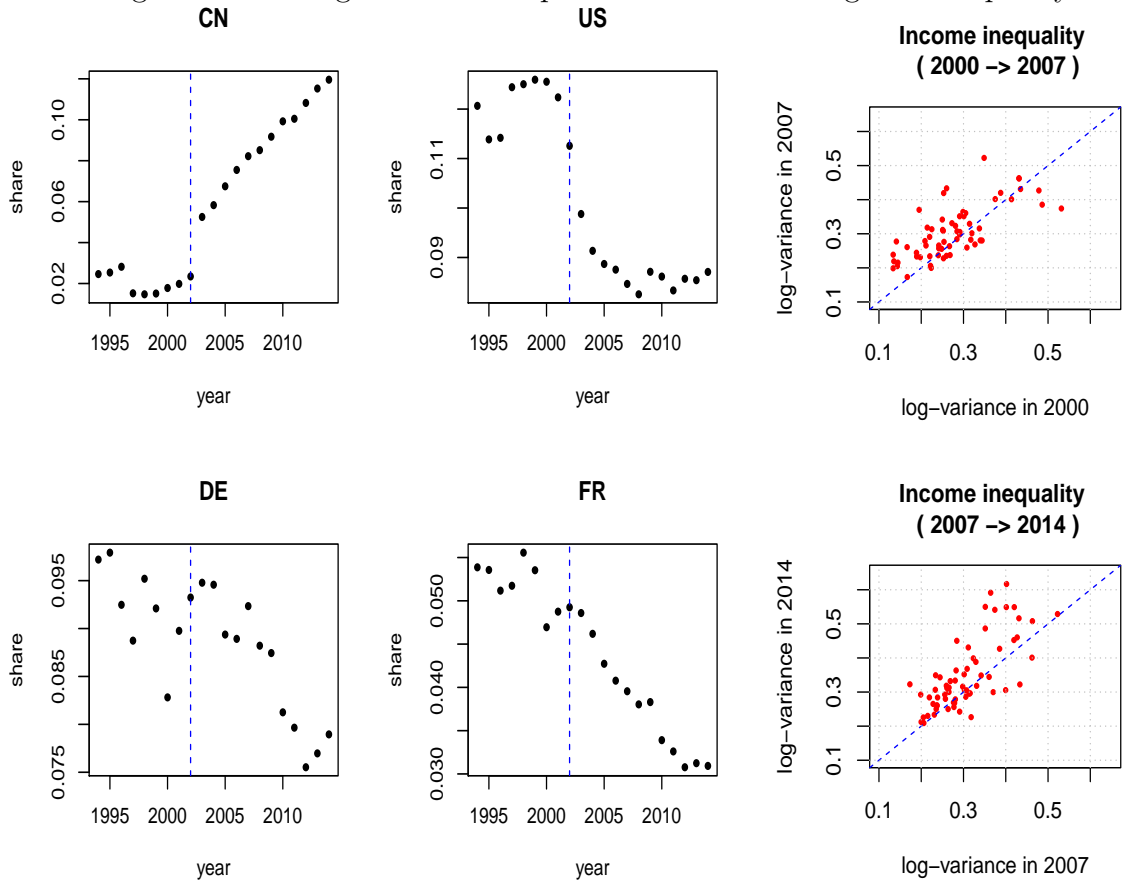 CN
share
0.10
0.06
0.02
1995 2000 2005 2010
year
US
share
0.11
0.09
1995 2000 2005 2010
year
Income inequality
( 2000 −> 2007 )
log−variance in 2007
0.5
0.3
0.1
0.1 0.3 0.5
log−variance in 2000
DE
share
0.095
0.085
0.075
1995 2000 2005 2010
year
FR
share
0.050
0.040
0.030
1995 2000 2005 2010
year
Income inequality
( 2007 −> 2014 )
log−variance in 2014
0.5
0.3
0.1
0.1 0.3 0.5
log−variance in 2007